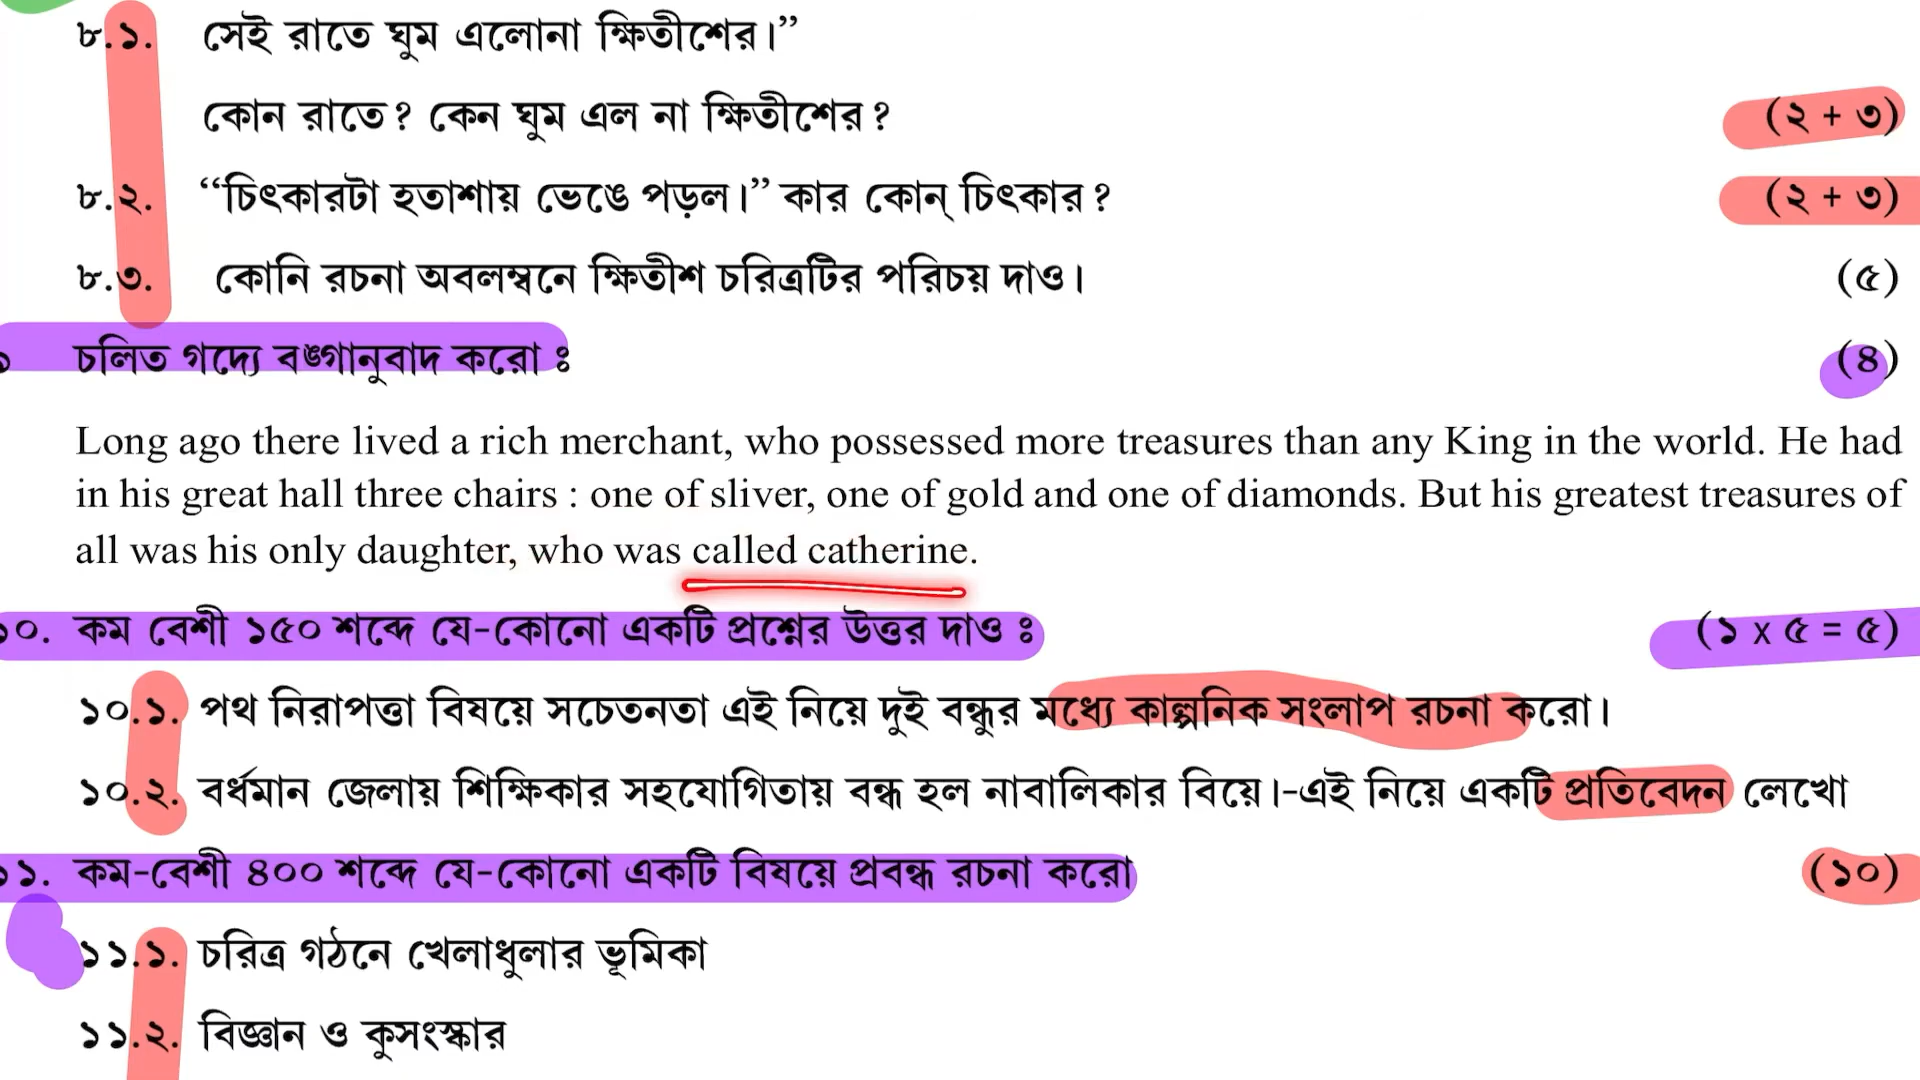 ৮.১. সেই রাতে ঘুম এলোনা ক্ষিতীশের।”
কোন রাতে? কেন ঘুম এল না ক্ষিতীশের? (২ + ৩)
৮.২. “চিৎকারটা হতাশায় ভেঙে পড়ল।” কার কোন্ চিৎকার? (২ + ৩)
৮.৩. কোনি রচনা অবলম্বনে ক্ষিতীশ চরিত্রটির পরিচয় দাও। (৫)
চলিত গদ্যে বঙ্গানুবাদ করো ঃ (৪)
Long ago there lived a rich merchant, who possessed more treasures than any King in the world. He had
in his great hall three chairs : one of sliver, one of gold and one of diamonds. But his greatest treasures of
all was his only daughter, who was called catherine.
১০. কম বেশী ১৫০ শব্দে যে-কোনো একটি প্রশ্নের উত্তর দাও ঃ (১ x ৫ = ৫)
১০.১. পথ নিরাপত্তা বিষয়ে সচেতনতা এই নিয়ে দুই বন্ধুর মধ্যে কাল্পনিক সংলাপ রচনা করো।
১০.২. বর্ধমান জেলায় শিক্ষিকার সহযোগিতায় বন্ধ হল নাবালিকার বিয়ে।-এই নিয়ে একটি প্রতিবেদন লেখো
১১. কম-বেশী ৪০০ শব্দে যে-কোনো একটি বিষয়ে প্রবন্ধ রচনা করো (১০)
১১.১. চরিত্র গঠনে খেলাধুলার ভূমিকা
১১.২. বিজ্ঞান ও কুসংস্কার